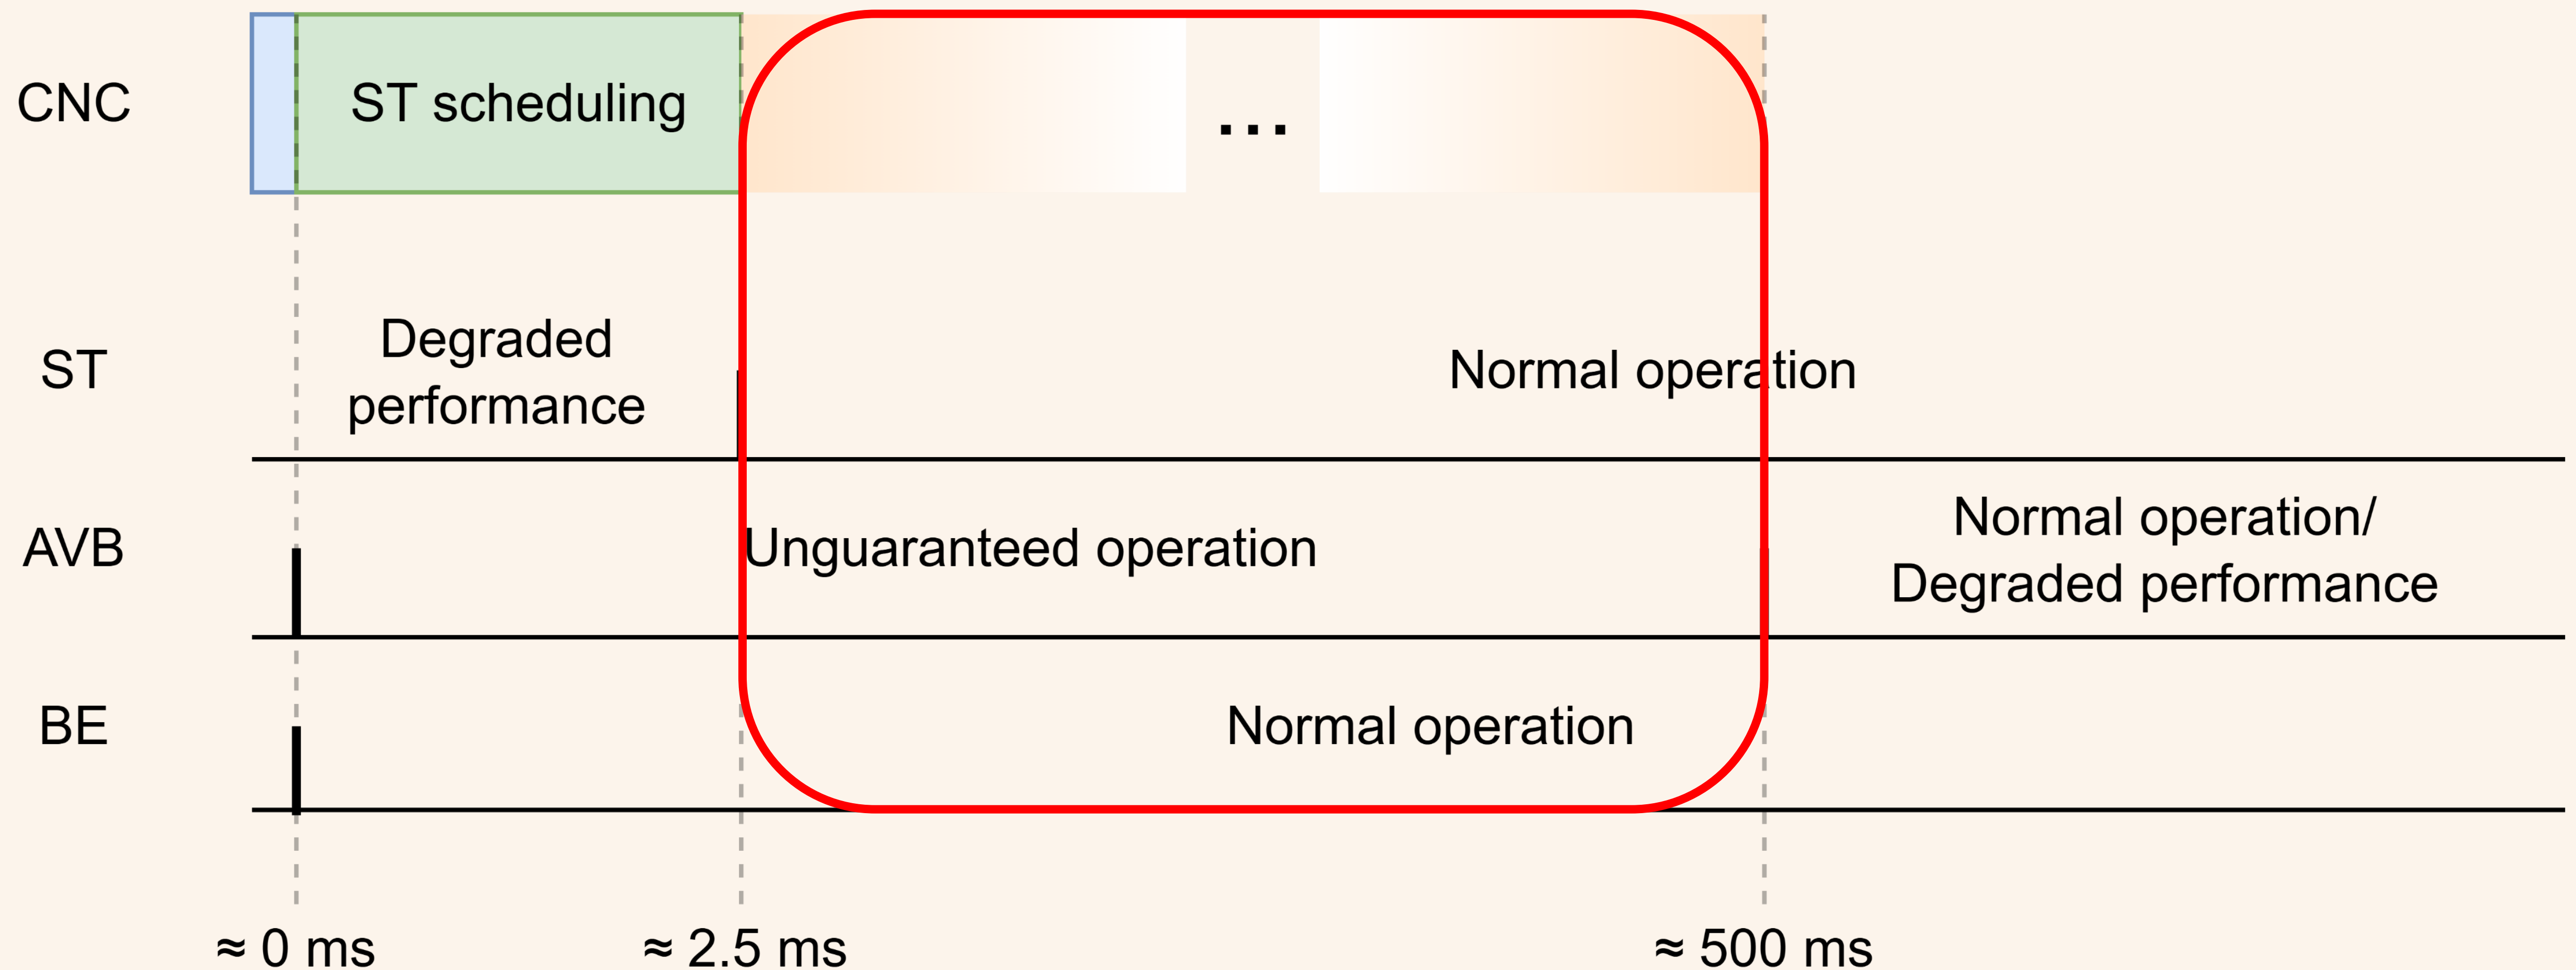 CNC
ST scheduling
...
ST
Degraded
performance
Normal operation
AVB
Unguaranteed operation
Normal operation/
Degraded performance
BE
Normal operation
≈ 0 ms
≈ 2.5 ms
≈ 500 ms